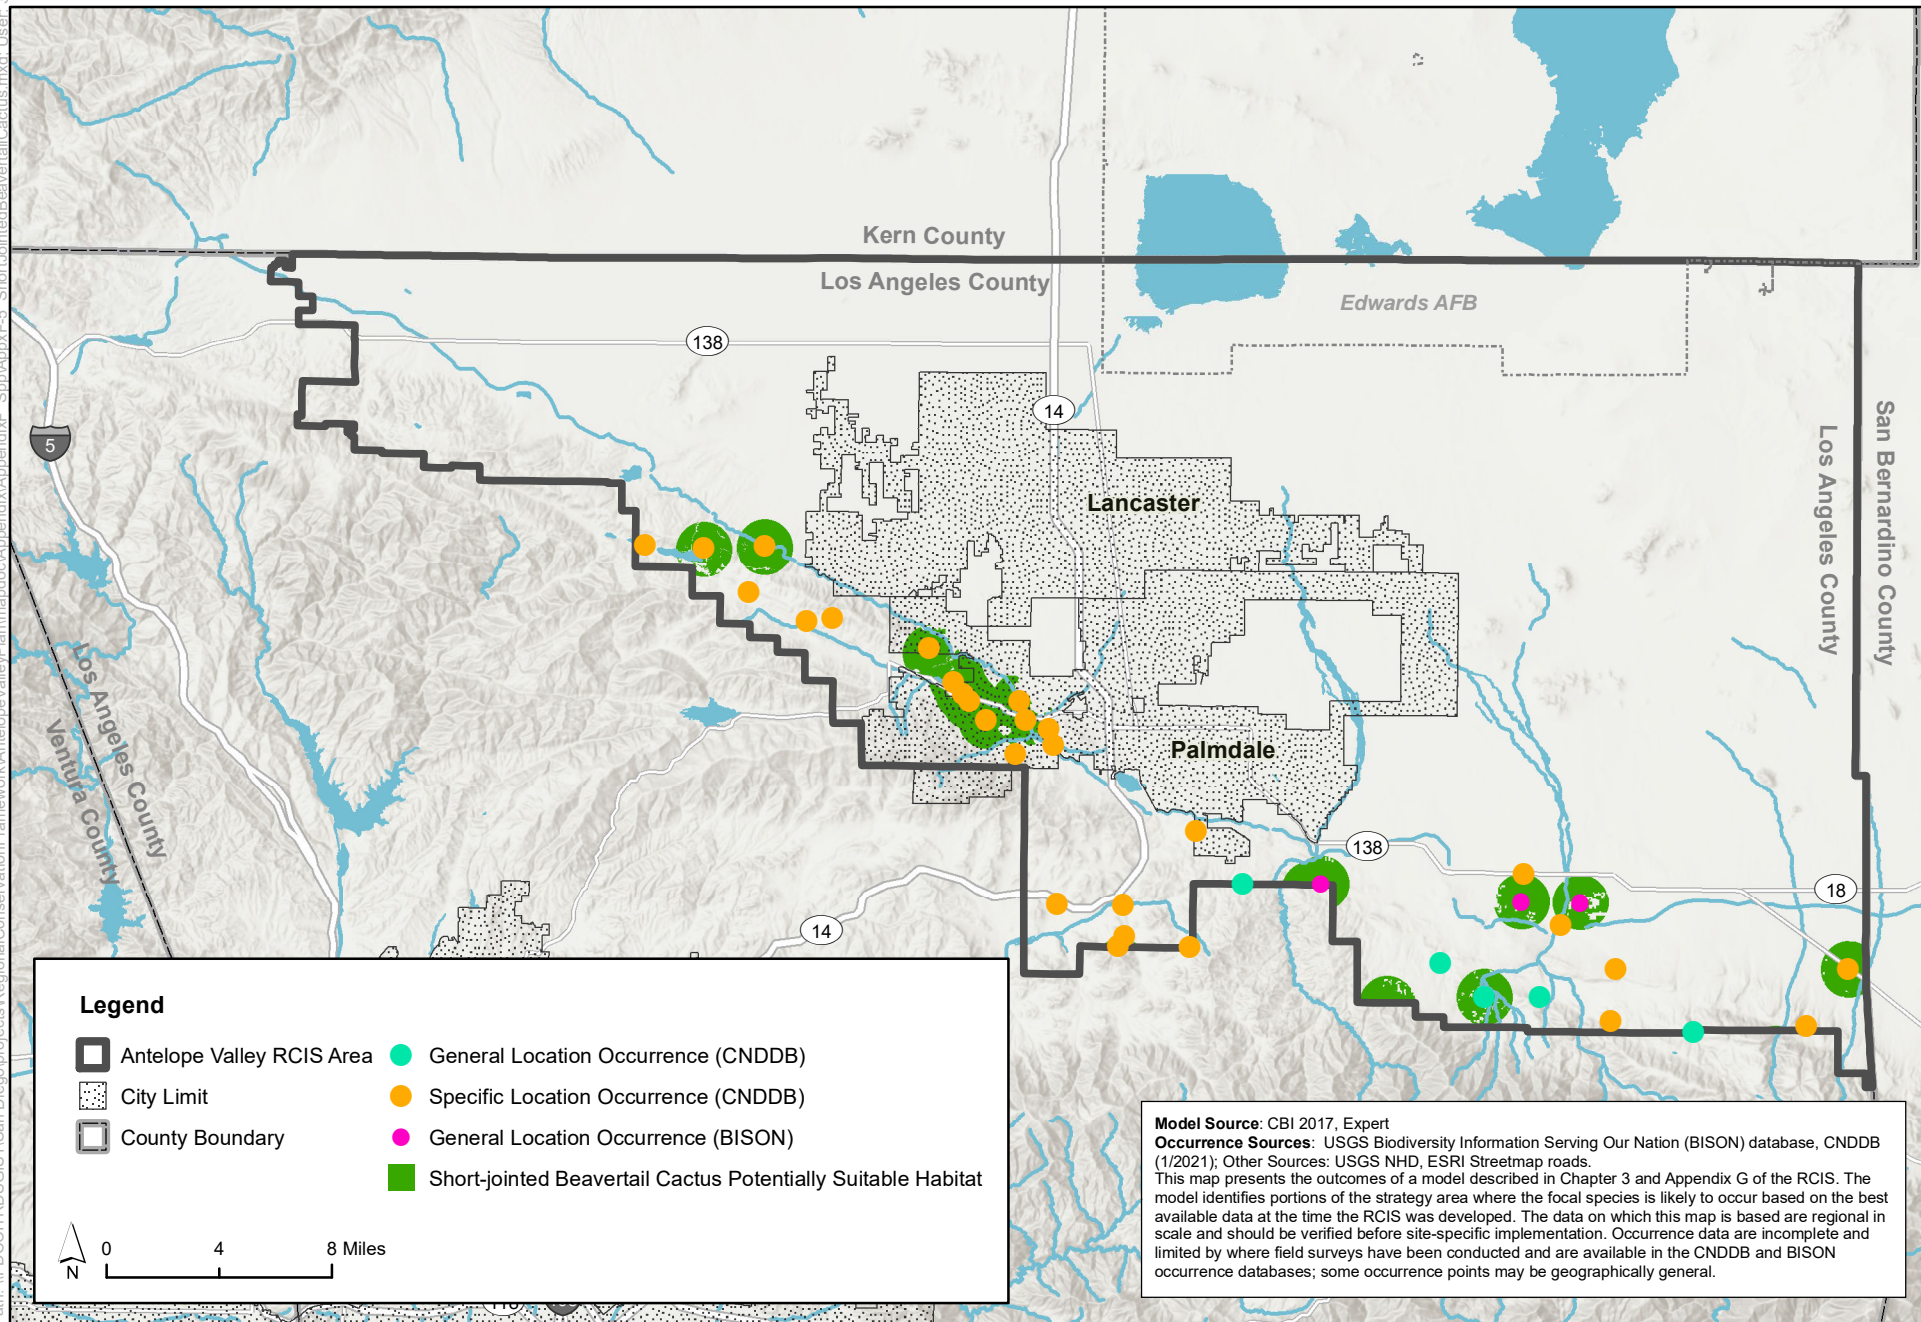 Kern County
Los Angeles County
Edwards AFB
138
14
5
Lancaster
San Bernardino County
Los Angeles County
Los Angeles County
Ventura County
Palmdale
138
18
14
Legend
Antelope Valley RCIS Area
City Limit
County Boundary
General Location Occurrence (CNDDB)
Specific Location Occurrence (CNDDB)
General Location Occurrence (BISON)
Short-jointed Beavertail Cactus Potentially Suitable Habitat
N
0 4 8 Miles
Model Source: CBI 2017, Expert
Occurrence Sources: USGS Biodiversity Information Serving Our Nation (BISON) database, CNDDB
(1/2021); Other Sources: USGS NHD, ESRI Streetmap roads.
This map presents the outcomes of a model described in Chapter 3 and Appendix G of the RCIS. The
model identifies portions of the strategy area where the focal species is likely to occur based on the best
available data at the time the RCIS was developed. The data on which this map is based are regional in
scale and should be verified before site-specific implementation. Occurrence data are incomplete and
limited by where field surveys have been conducted and are available in the CNDDB and BISON
occurrence databases; some occurrence points may be geographically general.